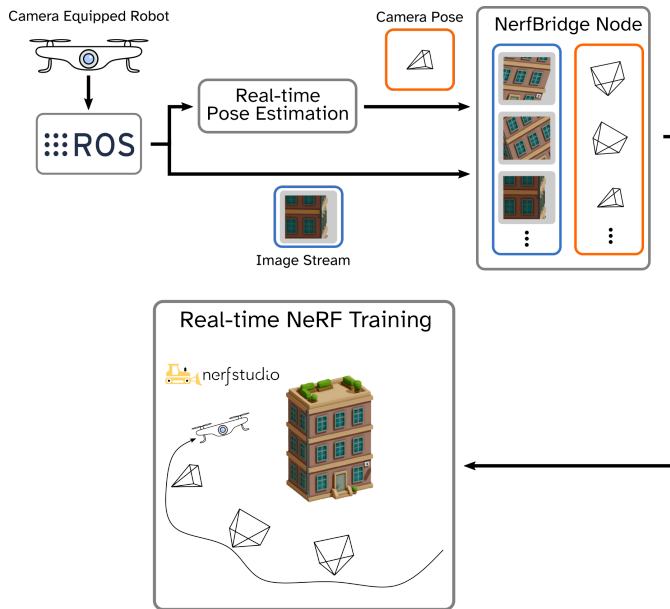 Camera Equipped Robot
Camera Pose
NerfBridge Node
Real-time
Pose Estimation
ROS
Image Stream
Real-time NeRF Training
nerfstudio